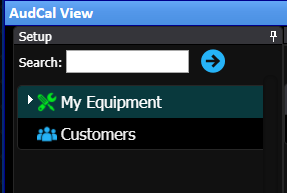 AudCal View
Setup
Search:
My Equipment
Customers